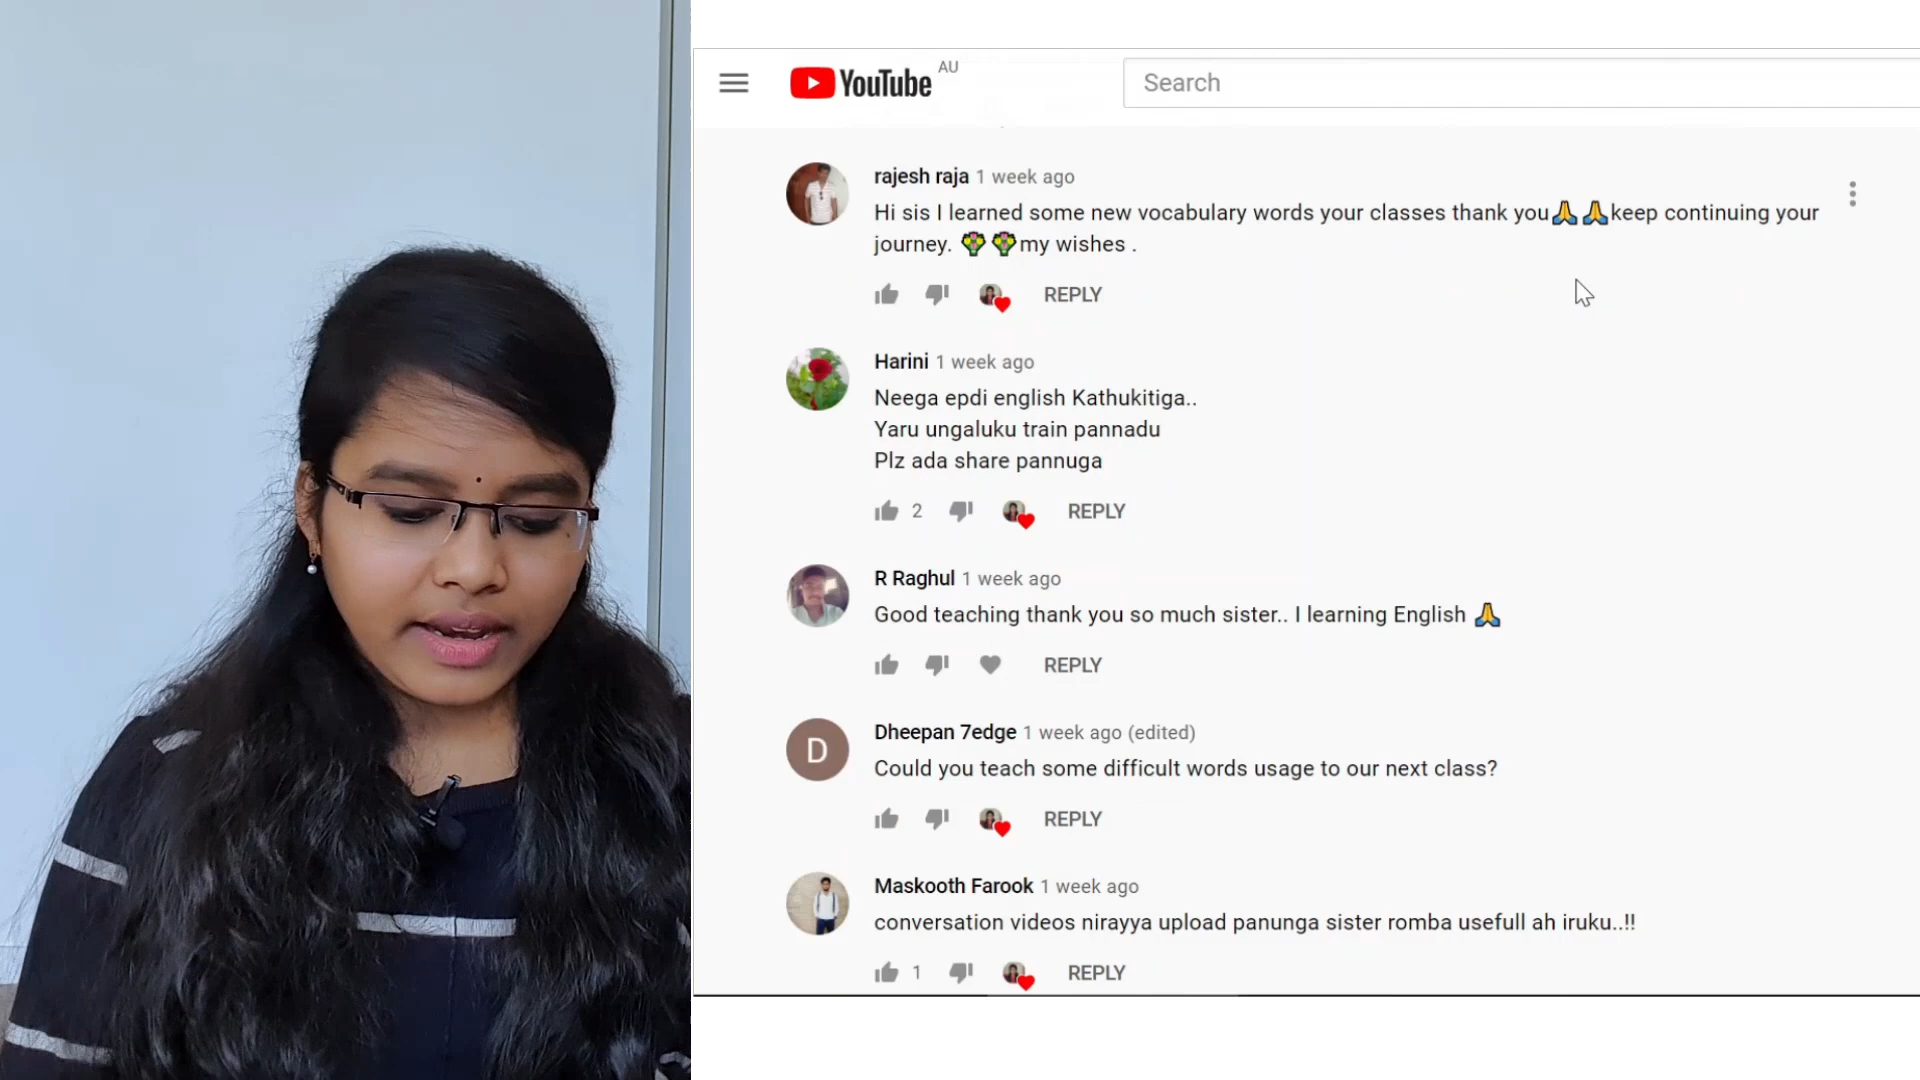 YouTube AU
Search
rajesh raja 1 week ago
Hi sis I learned some new vocabulary words your classes thank you🙏🙏keep continuing your
journey. 💐💐my wishes .
REPLY
Harini 1 week ago
Neega epdi english Kathukitiga..
Yaru ungaluku train pannadu
Plz ada share pannuga
2 REPLY
R Raghul 1 week ago
Good teaching thank you so much sister.. I learning English 🙏
REPLY
D
Dheepan 7edge 1 week ago (edited)
Could you teach some difficult words usage to our next class?
REPLY
Maskooth Farook 1 week ago
conversation videos nirayya upload panunga sister romba usefull ah iruku..!!
1 REPLY